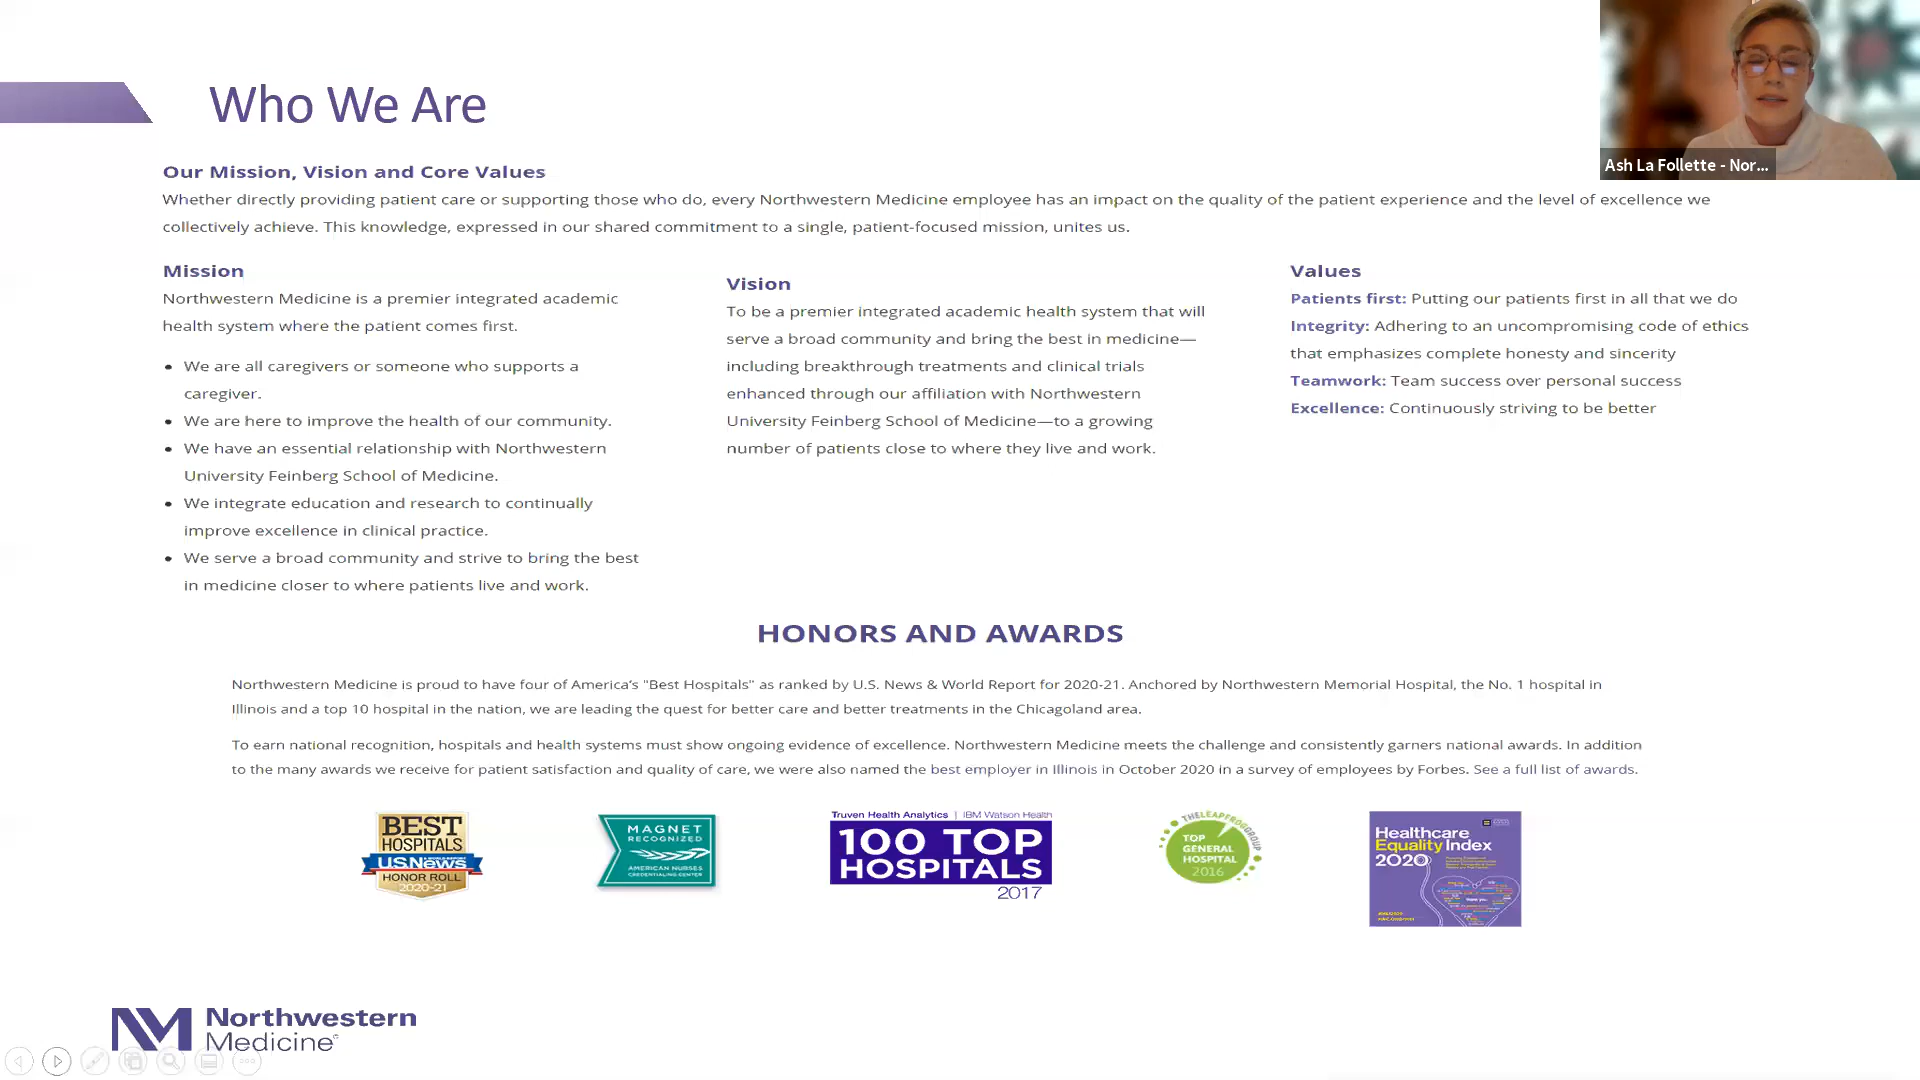 Who We Are
Ash La Follette - Nor...
Our Mission, Vision and Core Values
Whether directly providing patient care or supporting those who do, every Northwestern Medicine employee has an impact on the quality of the patient experience and the level of excellence we
collectively achieve. This knowledge, expressed in our shared commitment to a single, patient-focused mission, unites us.
Mission
Northwestern Medicine is a premier integrated academic
health system where the patient comes first.
• We are all caregivers or someone who supports a
caregiver.
• We are here to improve the health of our community.
• We have an essential relationship with Northwestern
University Feinberg School of Medicine.
• We integrate education and research to continually
improve excellence in clinical practice.
• We serve a broad community and strive to bring the best
in medicine closer to where patients live and work.
Vision
To be a premier integrated academic health system that will
serve a broad community and bring the best in medicine—
including breakthrough treatments and clinical trials
enhanced through our affiliation with Northwestern
University Feinberg School of Medicine—to a growing
number of patients close to where they live and work.
Values
Patients first: Putting our patients first in all that we do
Integrity: Adhering to an uncompromising code of ethics
that emphasizes complete honesty and sincerity
Teamwork: Team success over personal success
Excellence: Continuously striving to be better
HONORS AND AWARDS
Northwestern Medicine is proud to have four of America's "Best Hospitals" as ranked by U.S. News & World Report for 2020-21. Anchored by Northwestern Memorial Hospital, the No. 1 hospital in
Illinois and a top 10 hospital in the nation, we are leading the quest for better care and better treatments in the Chicagoland area.
To earn national recognition, hospitals and health systems must show ongoing evidence of excellence. Northwestern Medicine meets the challenge and consistently garners national awards. In addition
to the many awards we receive for patient satisfaction and quality of care, we were also named the best employer in Illinois in October 2020 in a survey of employees by Forbes. See a full list of awards.
BEST
HOSPITALS
U.S.News
HONOR ROLL
2020-21
MAGNET
RECOGNIZED
AMERICAN NURSES
CREDENTIALING CENTER
Truven Health Analytics | IBM Watson Health
100 TOP
HOSPITALS
2017
THE LEAPFROG GROUP
TOP
GENERAL
HOSPITAL
2016
Healthcare
Equality Index
2020
Northwestern
Medicine